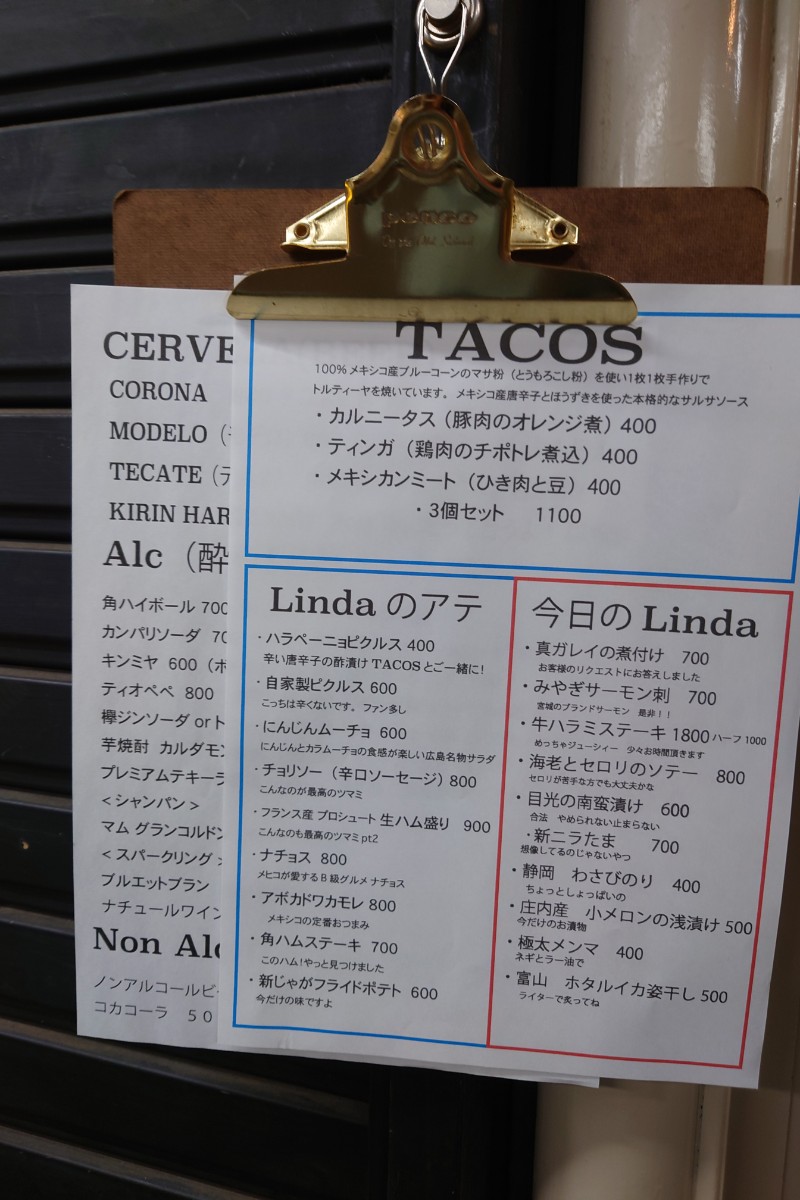 CERVE
CORONA
MODELO
TECATE
KIRIN HAR
Alc（酔
角ハイボール 700
カンパリソーダ
キンミヤ 600
ティオペペ 800
欅ジンソーダ or
芋焼酎 カルダモン
プレミアムテキーラ
<シャンパン>
マム グランコルドン
<スパークリング>
ブルエットブラン
ナチュールワイン
Non Alc
ノンアルコールビ
コカコーラ
TACOS
100%メキシコ産ブルーコーンのマサ粉（とうもろこし粉）を使い1枚1枚手作りで
トルティーヤを焼いています。メキシコ産唐辛子とほうずきを使った本格的なサルサソース
・カルニータス（豚肉のオレンジ煮）400
・ティンガ（鶏肉のチポトレ煮込）400
・メキシカンミート（ひき肉と豆）400
・3個セット 1100
Linda のアテ
・ハラペーニョピクルス 400
辛い唐辛子の酢漬け TACOS とご一緒に！
・自家製ピクルス 600
こっちは辛くないです。ファン多し
・にんじんムーチョ 600
にんじんとカラムーチョの食感が楽しい広島名物サラダ
・チョリソー（辛口ソーセージ）800
こんなのが最高のツマミ
・フランス産 プロシュート 生ハム盛り 900
こんなのも最高のツマミ pt2
・ナチョス 800
メヒコが愛するB級グルメ ナチョス
・アボカドワカモレ 800
メキシコの定番おつまみ
・角ハムステーキ 700
このハム！やっと見つけました
・新じゃがフライドポテト 600
今だけの味ですよ
今日の Linda
・真ガレイの煮付け 700
お客様のリクエストにお答えしました
・みやぎサーモン刺 700
宮城のブランドサーモン 是非！！
・牛ハラミステーキ 1800 ハーフ 1000
めっちゃジューシィー 少々お時間頂きます
・海老とセロリのソテー 800
セロリが苦手な方でも大丈夫かな
・目光の南蛮漬け 600
合法 やめられない止まらない
・新ニラたま 700
想像してるのじゃないやつ
・静岡 わさびのり 400
ちょっとしょっぱいの
・庄内産 小メロンの浅漬け 500
今だけのお漬物
・極太メンマ 400
ネギとラー油で
・富山 ホタルイカ姿干し 500
ライターで炙ってね